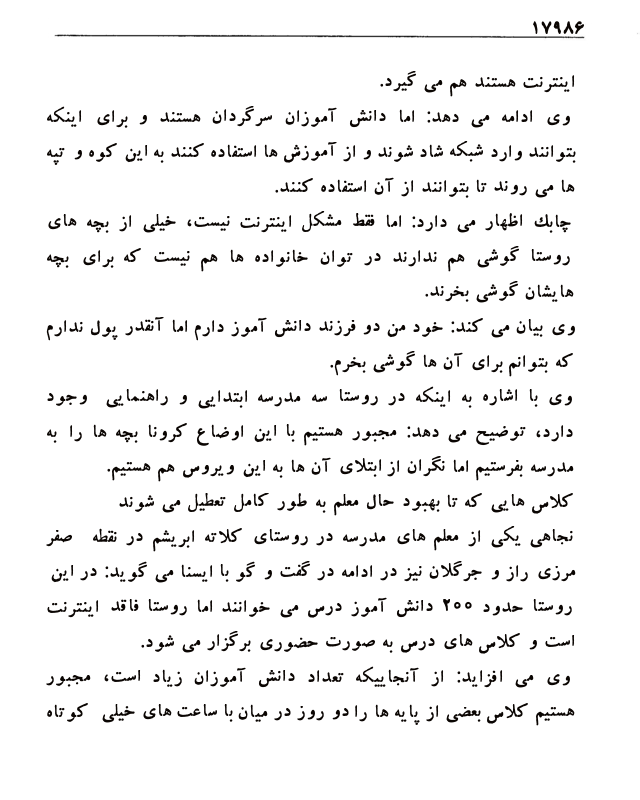 ۱۷۹۸۶
اینترنت هستند هم می گیرد.
وی ادامه می دهد: اما دانش آموزان سرگردان هستند و برای اینکه
بتوانند وارد شبکه شاد شوند و از آموزش ها استفاده کنند به این کوه و تپه
ها می روند تا بتوانند از آن استفاده کنند.
چابك اظهار می دارد: اما فقط مشکل اینترنت نیست، خیلی از بچه های
روستا گوشی هم ندارند در توان خانواده ها هم نیست که برای بچه
هایشان گوشی بخرند.
وی بیان می کند: خود من دو فرزند دانش آموز دارم اما آنقدر پول ندارم
که بتوانم برای آن ها گوشی بخرم.
وی با اشاره به اینکه در روستا سه مدرسه ابتدایی و راهنمایی وجود
دارد، توضیح می دهد: مجبور هستیم با این اوضاع کرونا بچه ها را به
مدرسه بفرستیم اما نگران از ابتلای آن ها به این ویروس هم هستیم.
کلاس هایی که تا بهبود حال معلم به طور کامل تعطیل می شوند
نجاهی یکی از معلم های مدرسه در روستای کلاته ابریشم در نقطه صفر
مرزی راز و جرگلان نیز در ادامه در گفت و گو با ایسنا می گوید: در این
روستا حدود ۲۰۰ دانش آموز درس می خوانند اما روستا فاقد اینترنت
است و کلاس های درس به صورت حضوری برگزار می شود.
وی می افزاید: از آنجاییکه تعداد دانش آموزان زیاد است، مجبور
هستیم کلاس بعضی از پایه ها را دو روز در میان با ساعت های خیلی کوتاه